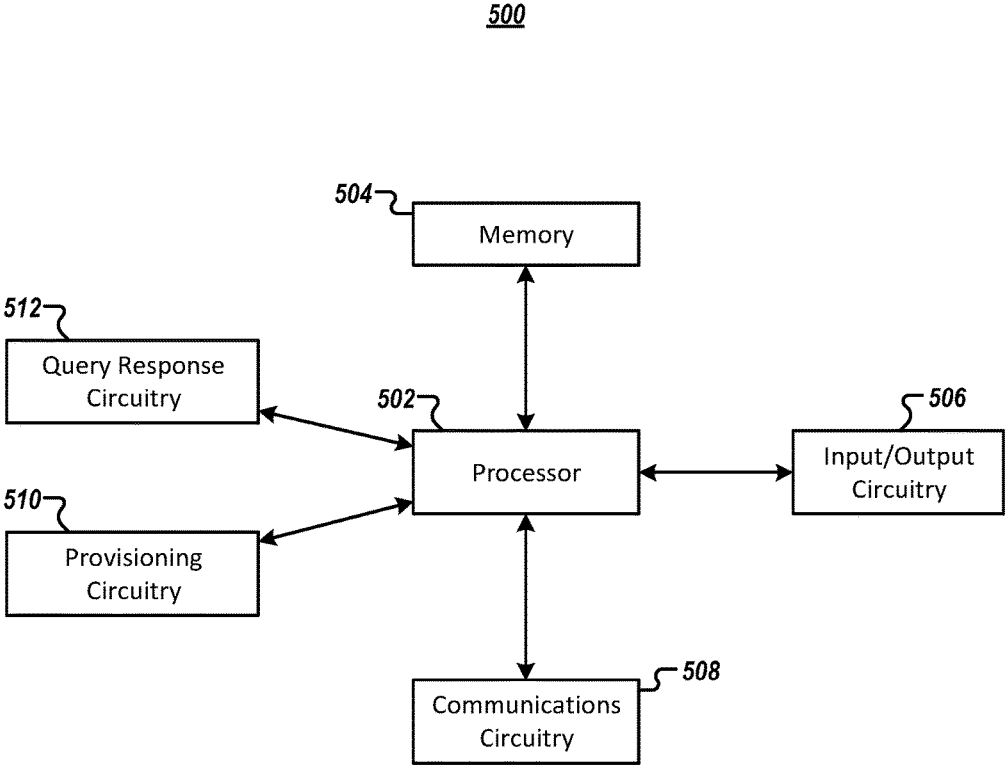 500
504
Memory
512
Query Response
Circuitry
502
Processor
506
Input/Output
Circuitry
510
Provisioning
Circuitry
508
Communications
Circuitry